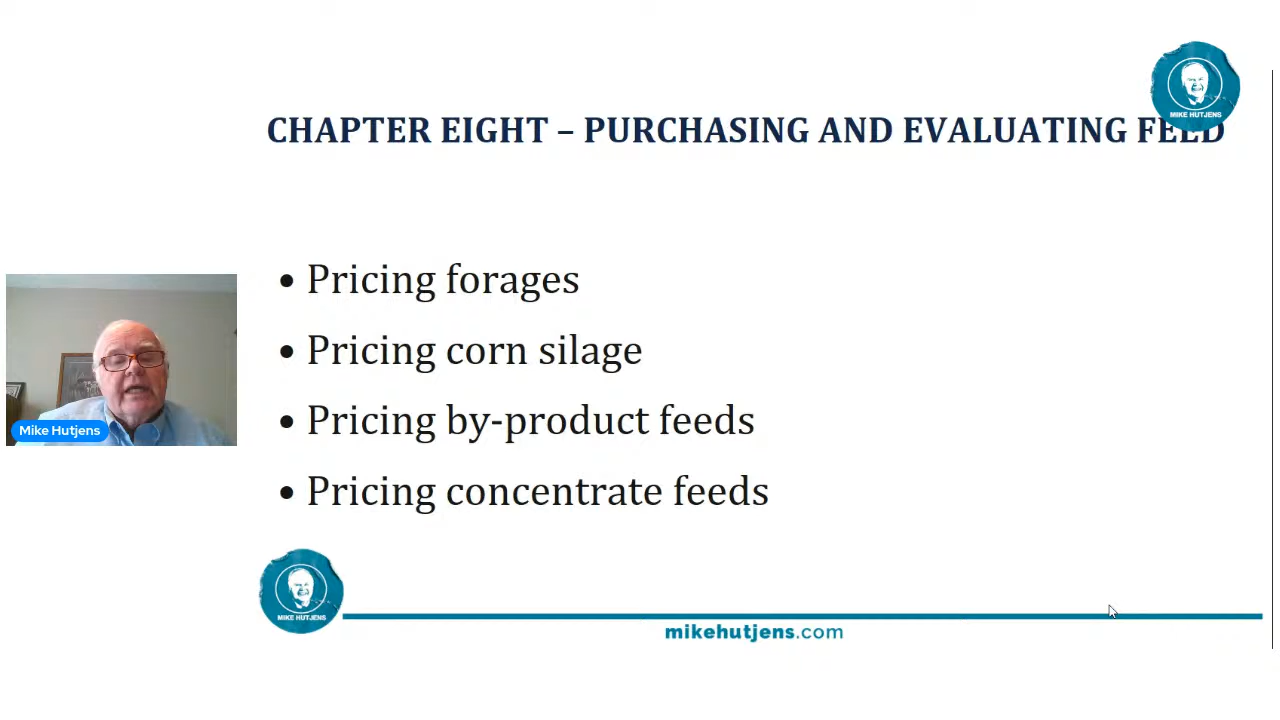 MIKE HUTJENS
CHAPTER EIGHT – PURCHASING AND EVALUATING FEED
• Pricing forages
• Pricing corn silage
• Pricing by-product feeds
• Pricing concentrate feeds
Mike Hutjens
MIKE HUTJENS
mikehutjens.com